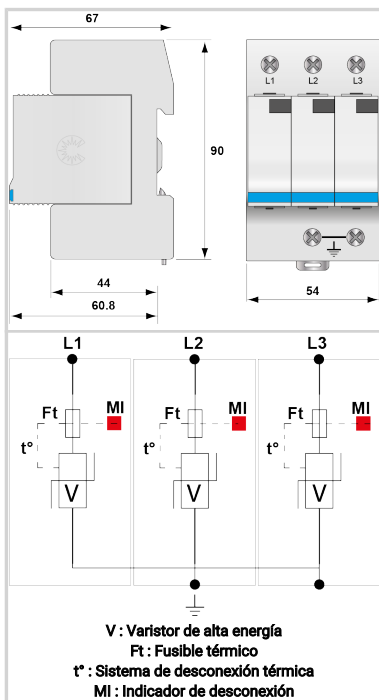 67
L1 L2 L3
90
44
60.8
54
L1 L2 L3
Ft MI Ft MI Ft MI
t° t° t°
V V V
V : Varistor de alta energía
Ft : Fusible térmico
t° : Sistema de desconexión térmica
MI : Indicador de desconexión